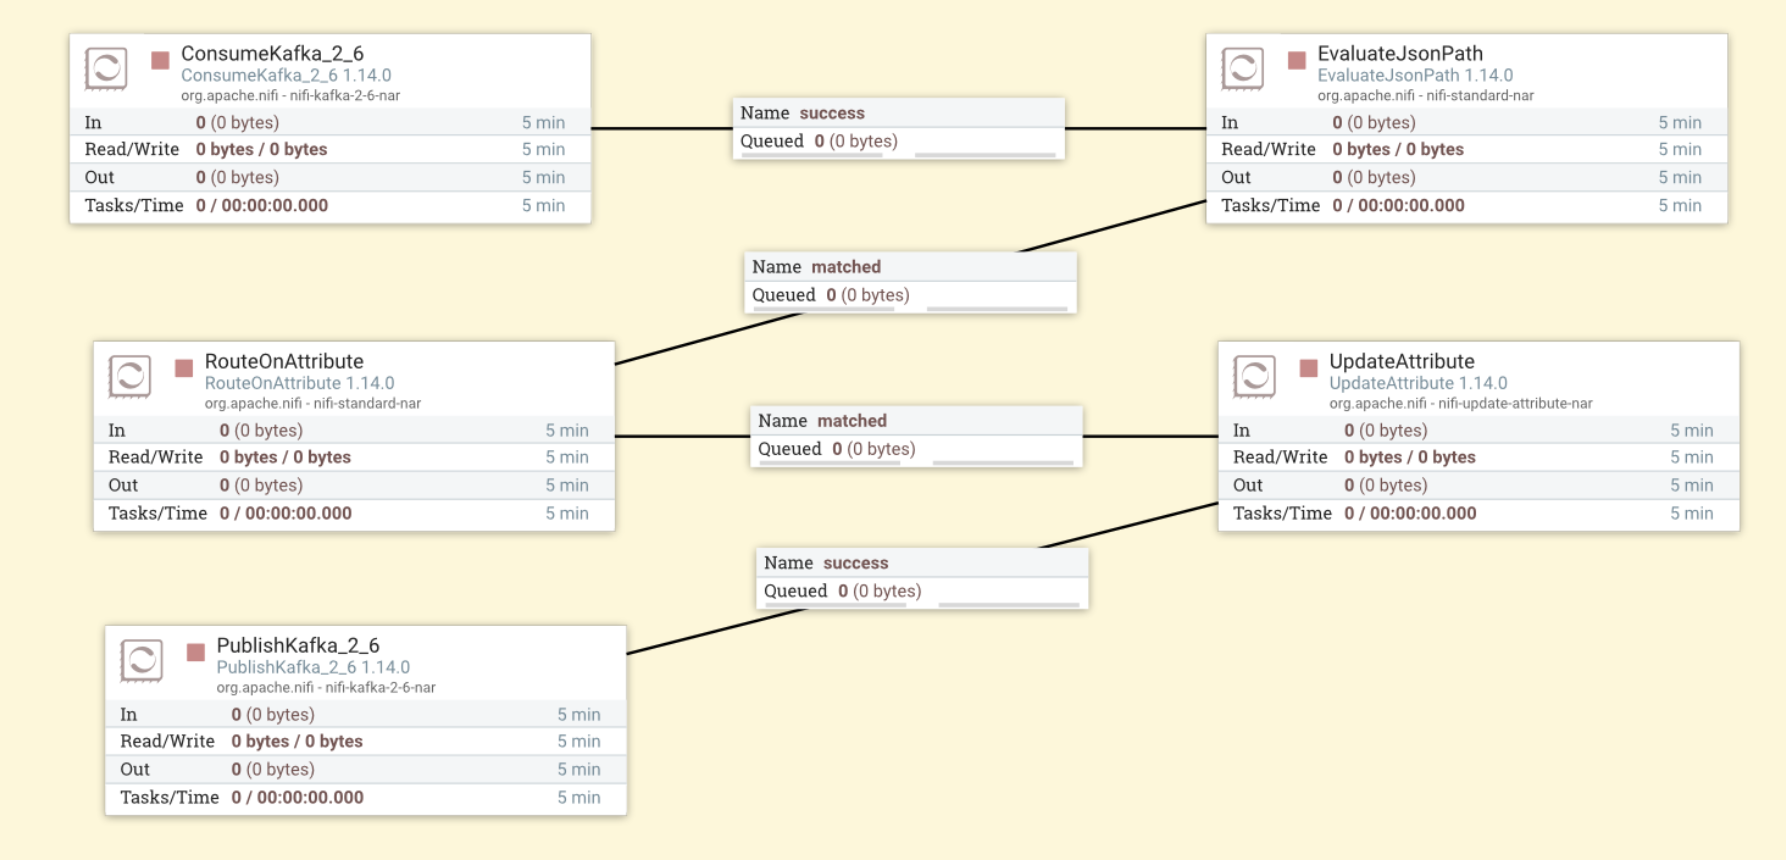 ConsumeKafka_2_6
ConsumeKafka_2_6 1.14.0
org.apache.nifi - nifi-kafka-2-6-nar
In 0 (0 bytes) 5 min
Read/Write 0 bytes / 0 bytes 5 min
Out 0 (0 bytes) 5 min
Tasks/Time 0 / 00:00:00.000 5 min
Name success
Queued 0 (0 bytes)
EvaluateJsonPath
EvaluateJsonPath 1.14.0
org.apache.nifi - nifi-standard-nar
In 0 (0 bytes) 5 min
Read/Write 0 bytes / 0 bytes 5 min
Out 0 (0 bytes) 5 min
Tasks/Time 0 / 00:00:00.000 5 min
Name matched
Queued 0 (0 bytes)
RouteOnAttribute
RouteOnAttribute 1.14.0
org.apache.nifi - nifi-standard-nar
In 0 (0 bytes) 5 min
Read/Write 0 bytes / 0 bytes 5 min
Out 0 (0 bytes) 5 min
Tasks/Time 0 / 00:00:00.000 5 min
Name matched
Queued 0 (0 bytes)
UpdateAttribute
UpdateAttribute 1.14.0
org.apache.nifi - nifi-update-attribute-nar
In 0 (0 bytes) 5 min
Read/Write 0 bytes / 0 bytes 5 min
Out 0 (0 bytes) 5 min
Tasks/Time 0 / 00:00:00.000 5 min
Name success
Queued 0 (0 bytes)
PublishKafka_2_6
PublishKafka_2_6 1.14.0
org.apache.nifi - nifi-kafka-2-6-nar
In 0 (0 bytes) 5 min
Read/Write 0 bytes / 0 bytes 5 min
Out 0 (0 bytes) 5 min
Tasks/Time 0 / 00:00:00.000 5 min